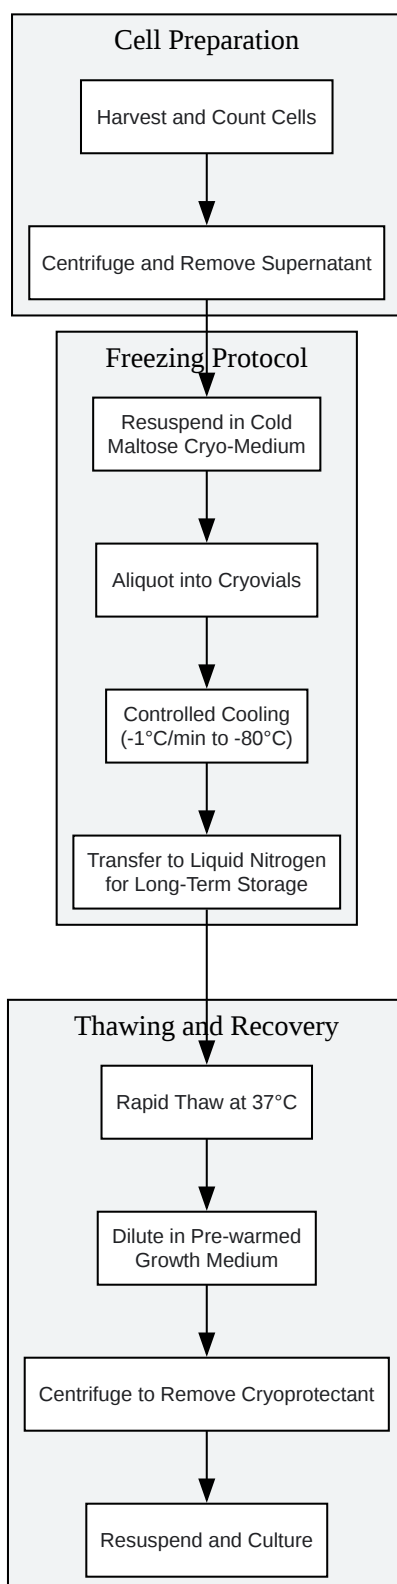 Cell Preparation
Harvest and Count Cells
Centrifuge and Remove Supernatant
Freezing Protocol
Resuspend in Cold
Maltose Cryo-Medium
Aliquot into Cryovials
Controlled Cooling
(-1°C/min to -80°C)
Transfer to Liquid Nitrogen
for Long-Term Storage
Thawing and Recovery
Rapid Thaw at 37°C
Dilute in Pre-warmed
Growth Medium
Centrifuge to Remove Cryoprotectant
Resuspend and Culture